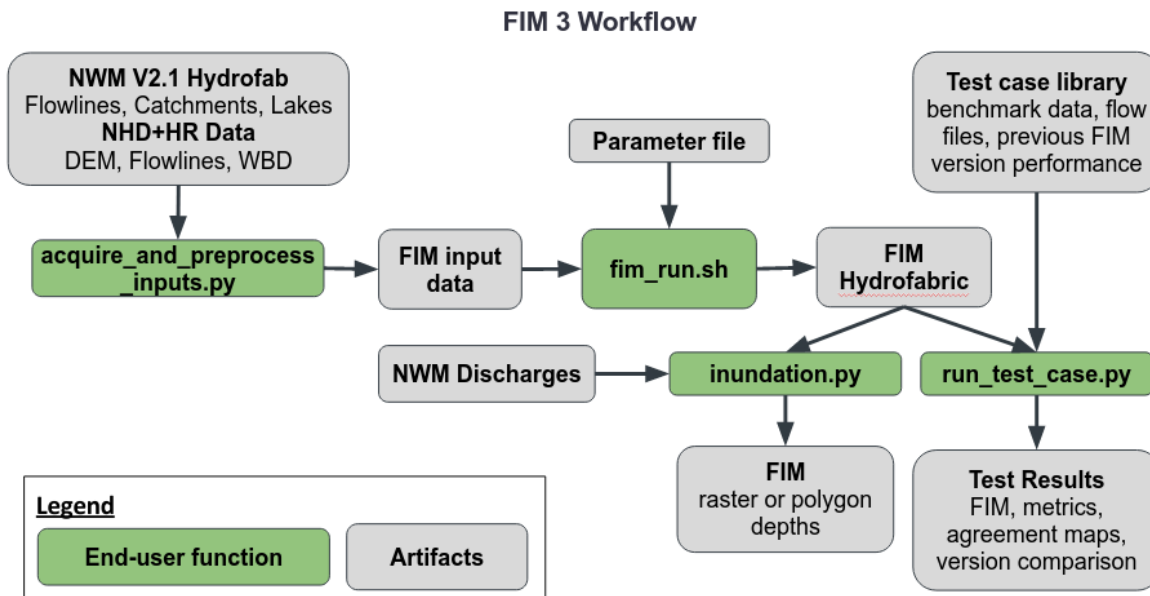 FIM 3 Workflow
NWM V2.1 Hydrofab
Flowlines, Catchments, Lakes
NHD+HR Data
DEM, Flowlines, WBD
Parameter file
Test case library
benchmark data, flow
files, previous FIM
version performance
acquire_and_preprocess
_inputs.py
FIM input
data
fim_run.sh
FIM
Hydrofabric
NWM Discharges
inundation.py
run_test_case.py
FIM
raster or polygon
depths
Test Results
FIM, metrics,
agreement maps,
version comparison
Legend
End-user function
Artifacts